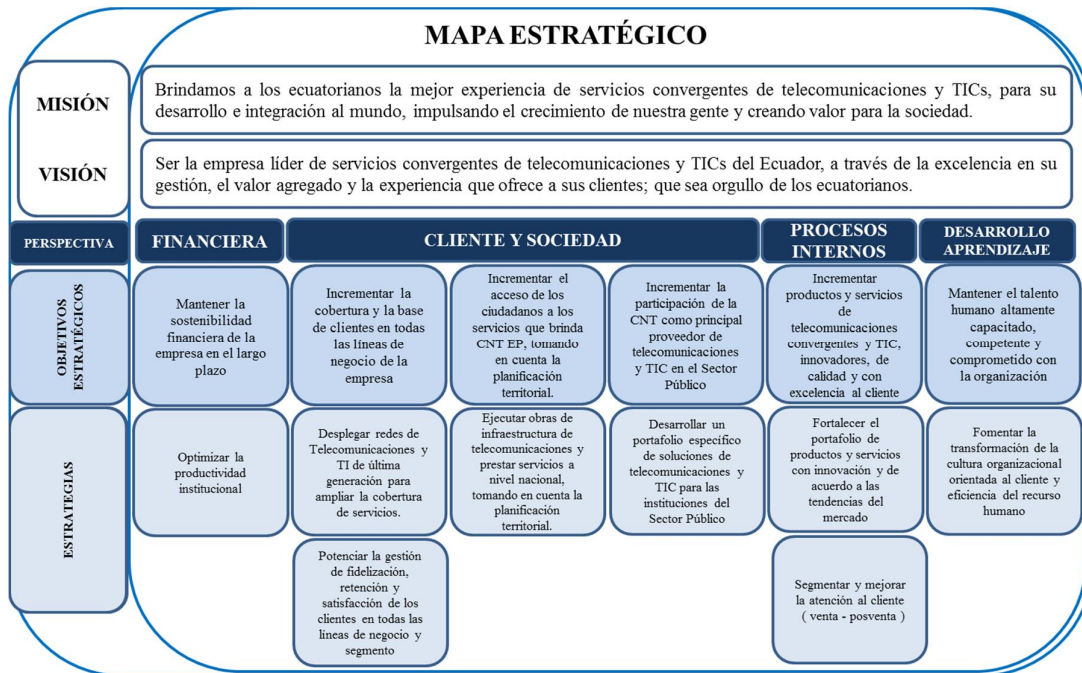 MAPA ESTRATÉGICO
MISIÓN
Brindamos a los ecuatorianos la mejor experiencia de servicios convergentes de telecomunicaciones y TICs, para su
desarrollo e integración al mundo, impulsando el crecimiento de nuestra gente y creando valor para la sociedad.
VISIÓN
Ser la empresa líder de servicios convergentes de telecomunicaciones y TICs del Ecuador, a través de la excelencia en su
gestión, el valor agregado y la experiencia que ofrece a sus clientes; que sea orgullo de los ecuatorianos.
PERSPECTIVA
FINANCIERA
CLIENTE Y SOCIEDAD
PROCESOS
INTERNOS
DESARROLLO
APRENDIZAJE
OBJETIVOS
ESTRATÉGICOS
Mantener la
sostenibilidad
financiera de la
empresa en el largo
plazo
Incrementar la
cobertura y la base
de clientes en todas
las líneas de
negocio de la
empresa
Incrementar el
acceso de los
ciudadanos a los
servicios que brinda
CNT EP, tomando
en cuenta la
planificación
territorial.
Incrementar la
participación de la
CNT como principal
proveedor de
telecomunicaciones
y TIC en el Sector
Público
Incrementar
productos y servicios
de
telecomunicaciones
convergentes y TIC,
innovadores, de
calidad y con
excelencia al cliente
Mantener el talento
humano altamente
capacitado,
competente y
comprometido con
la organización
ESTRATEGIAS
Optimizar la
productividad
institucional
Desplegar redes de
Telecomunicaciones y
TI de última
generación para
ampliar la cobertura
de servicios.
Ejecutar obras de
infraestructura de
telecomunicaciones y
prestar servicios a
nivel nacional,
tomando en cuenta la
planificación
territorial.
Desarrollar un
portafolio específico
de soluciones de
telecomunicaciones y
TIC para las
instituciones del
Sector Público
Fortalecer el
portafolio de
productos y servicios
con innovación y de
acuerdo a las
tendencias del
mercado
Fomentar la
transformación de la
cultura organizacional
orientada al cliente y
eficiencia del recurso
humano
Potenciar la gestión
de fidelización,
retención y
satisfacción de los
clientes en todas las
líneas de negocio y
segmento
Segmentar y mejorar
la atención al cliente
( venta - posventa )